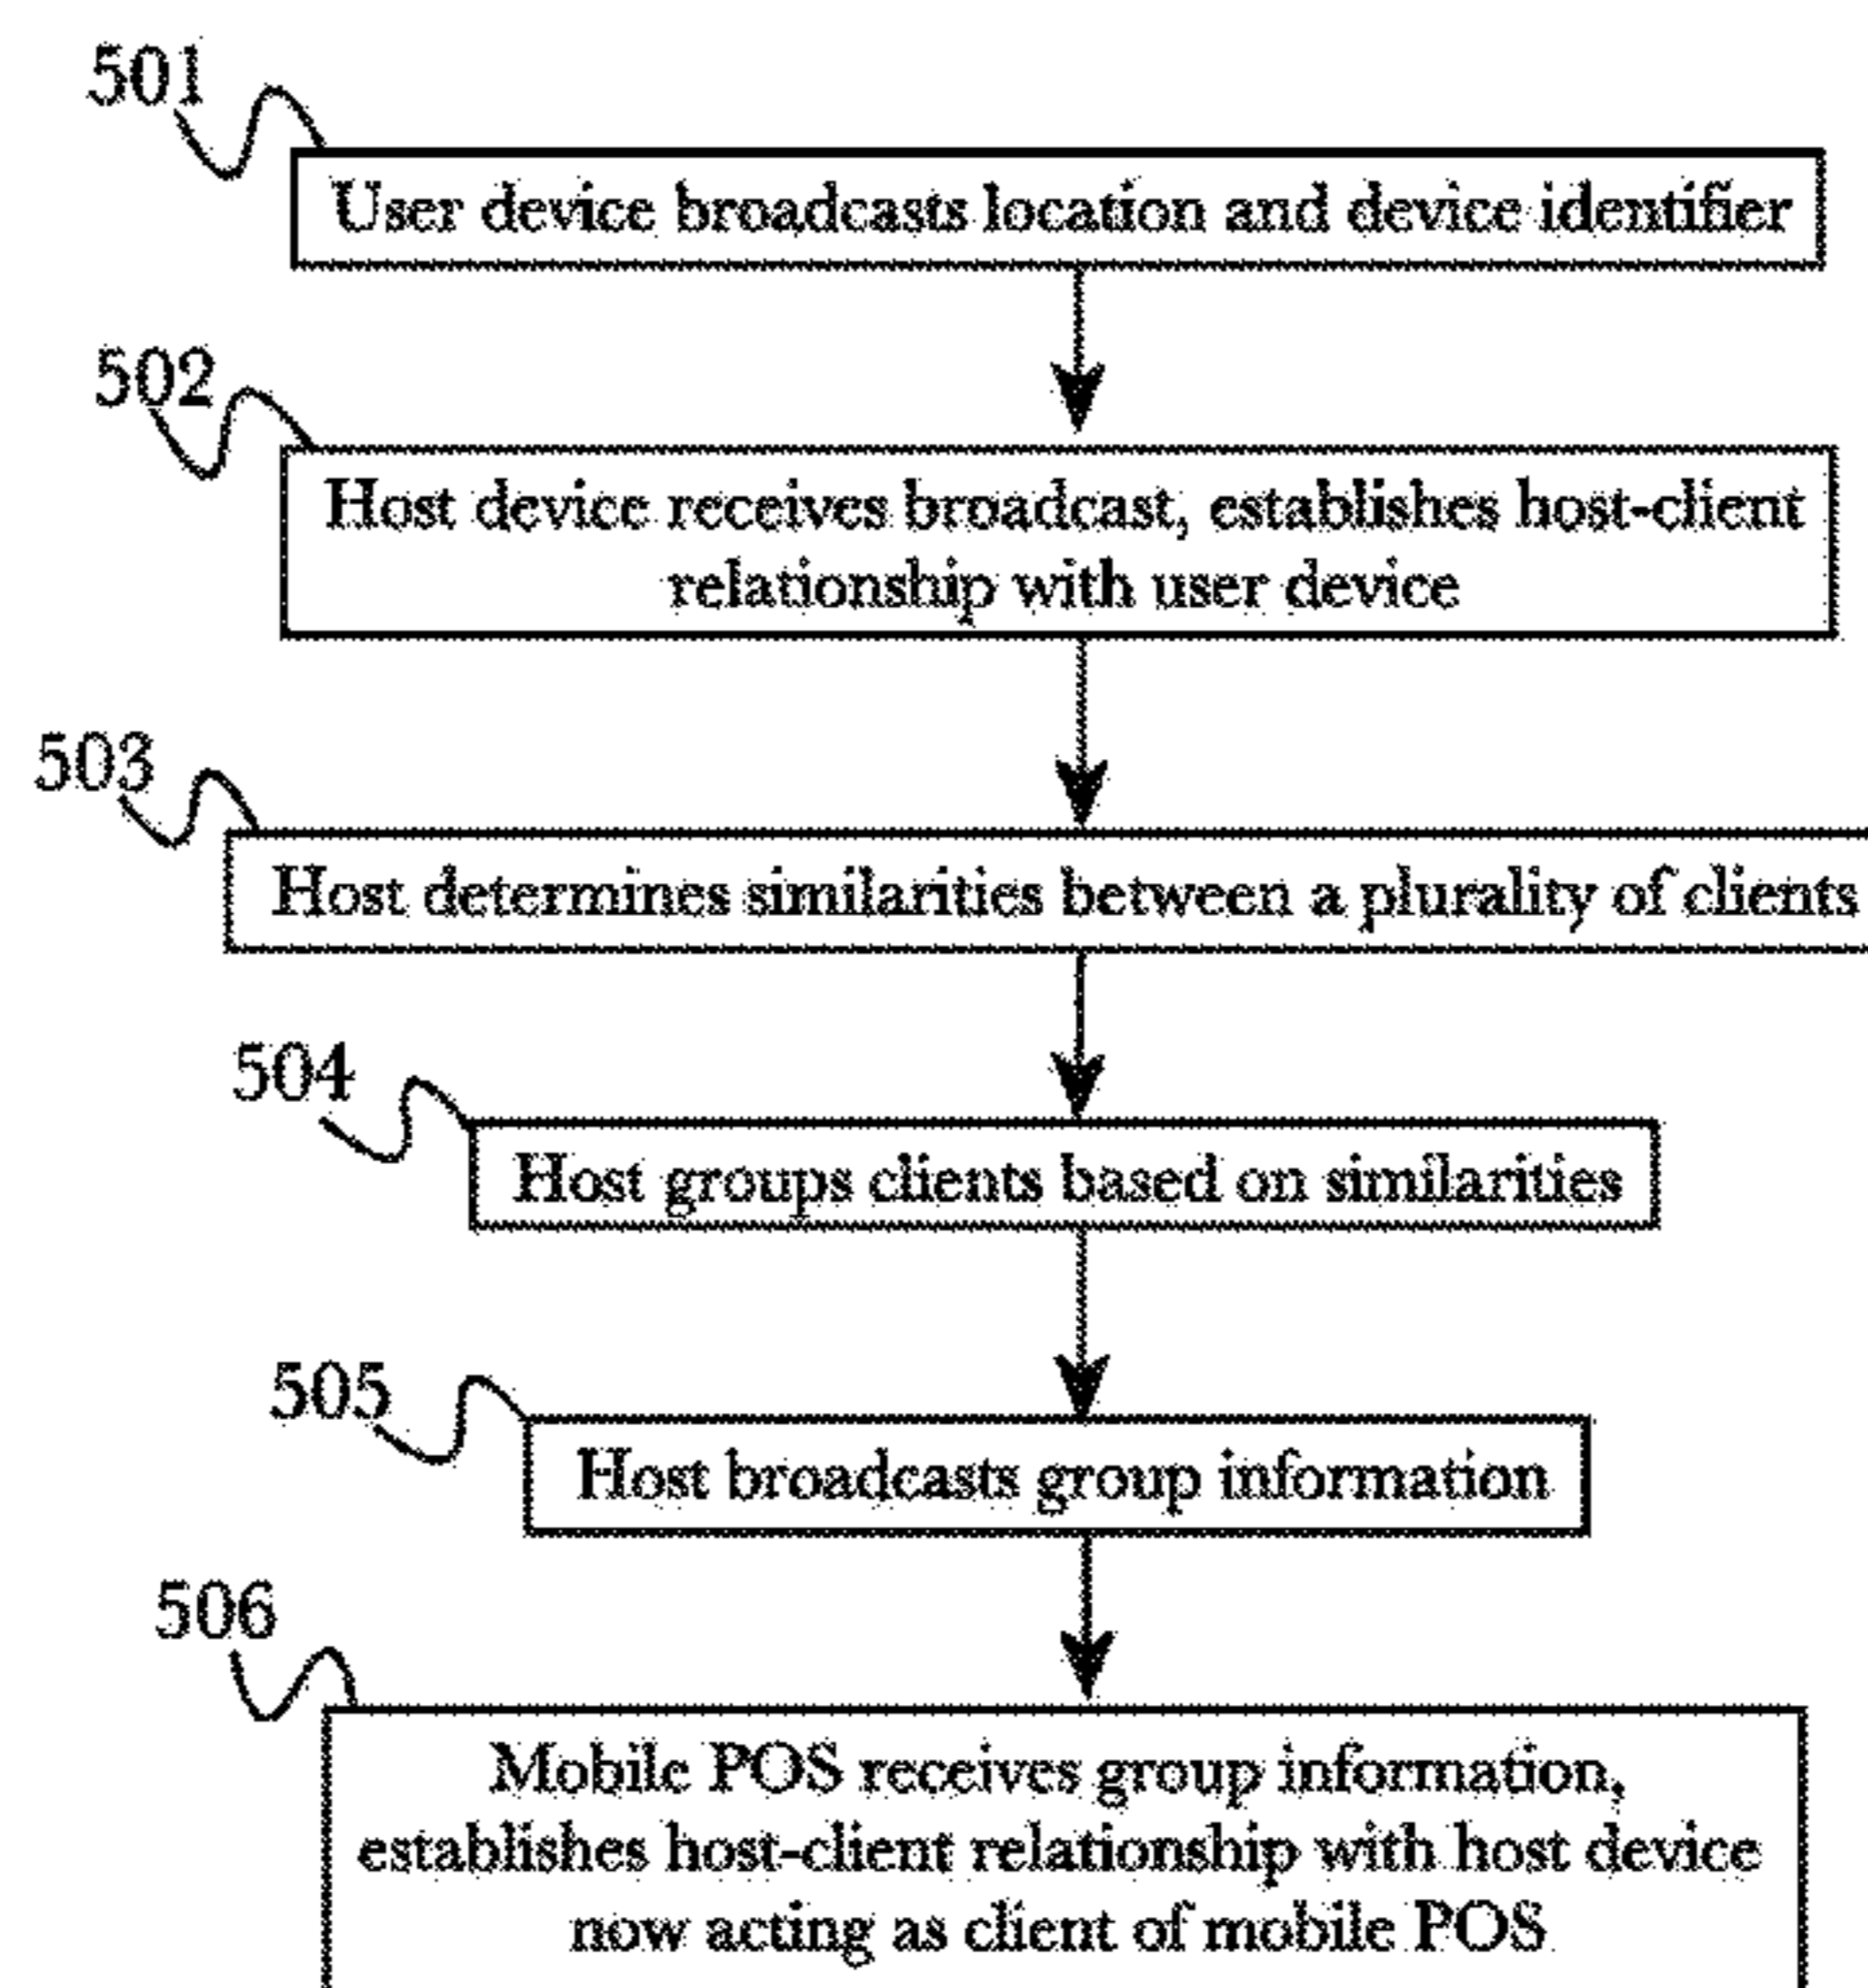 501
User device broadcasts location and device identifier
502
Host device receives broadcast, establishes host-client
relationship with user device
503
Host determines similarities between a plurality of clients
504
Host groups clients based on similarities
505
Host broadcasts group information
506
Mobile POS receives group information,
establishes host-client relationship with host device
now acting as client of mobile POS